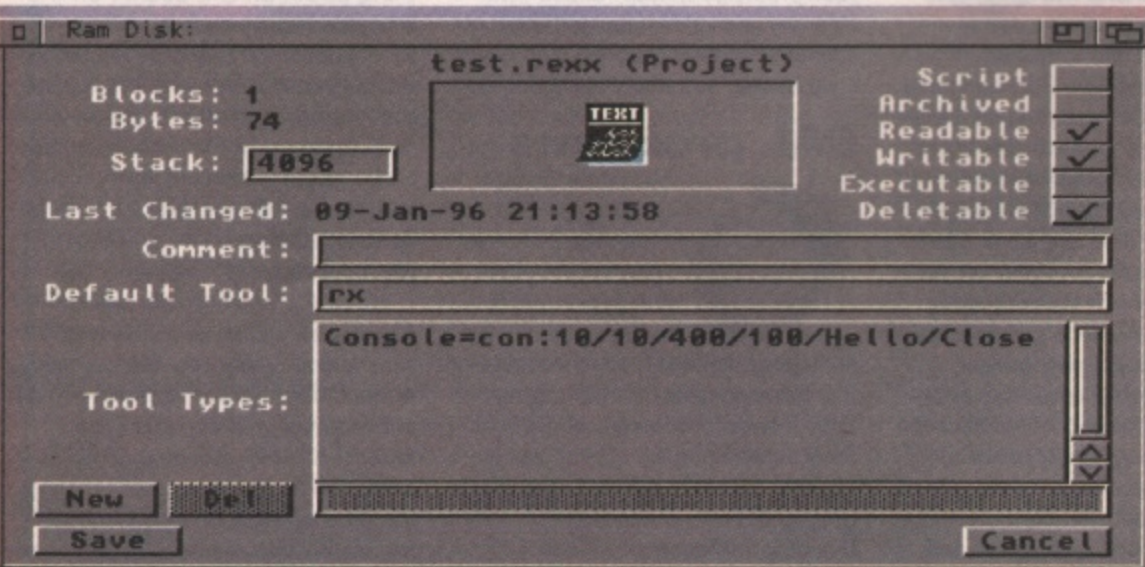 Ram Disk:
test.rexx (Project)
Blocks: 1
Bytes: 74
Stack: 4096
TEXT
Script
Archived
Readable
Writable
Executable
Deletable
Last Changed: 09-Jan-96 21:13:58
Comment:
Default Tool: rx
Tool Types: Console=con:10/10/400/100/Hello/Close
New Del
Save Cancel